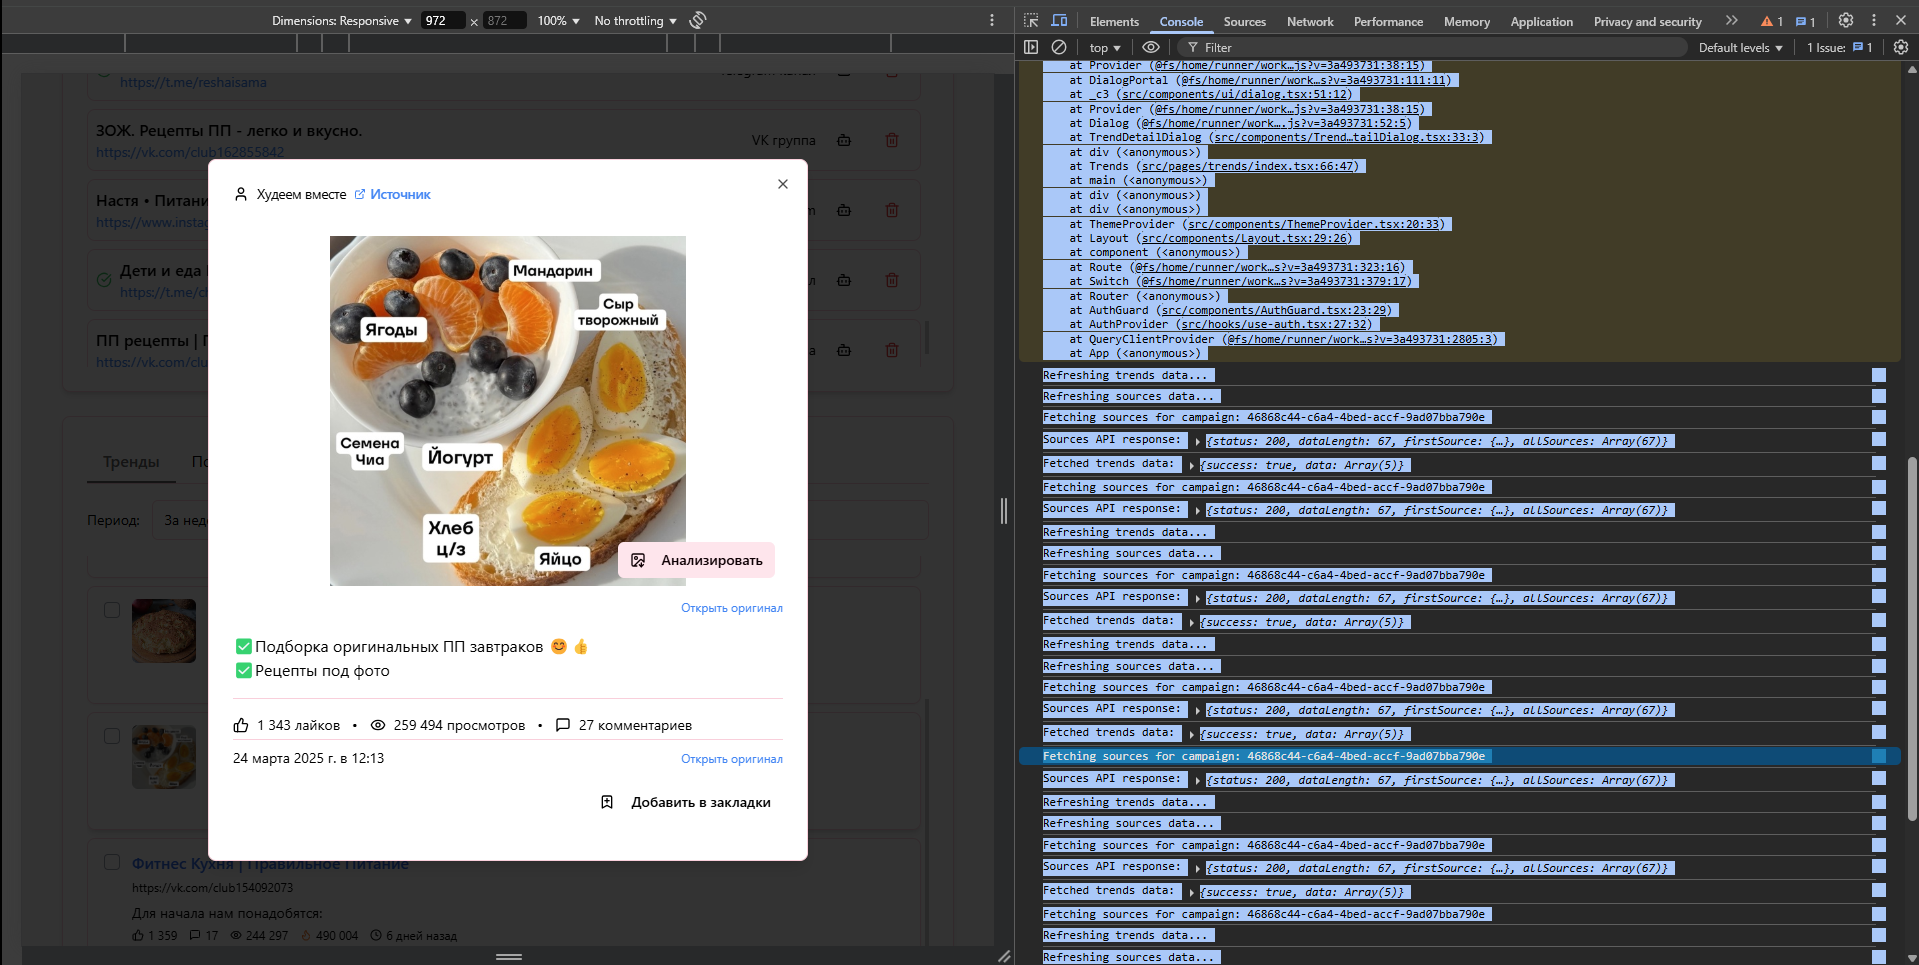 Dimensions: Responsive ▼ 972 × 872 100% ▼ No throttling ▼
https://t.me/reshaisama
ЗОЖ. Рецепты ПП - легко и вкусно.
https://vk.com/club162855842
VK группа
Настя • Питани
https://www.instag
Дети и еда
https://t.me/c
ПП рецепты |
https://vk.com/clu
Тренды
Период:
За нед
Худеем вместе Источник
Мандарин
Сыр
творожный
Ягоды
Семена
Чиа
Йогурт
Хлеб
ц/з
Яйцо
Анализировать
Открыть оригинал
✅Подборка оригинальных ПП завтраков 😊 👍
✅Рецепты под фото
1 343 лайков • 259 494 просмотров • 27 комментариев
24 марта 2025 г. в 12:13
Открыть оригинал
Добавить в закладки
Фитнес Кухня | Правильное Питание
https://vk.com/club154092073
Для начала нам понадобятся:
1 359 17 244 297 490 004 6 дней назад
Elements Console Sources Network Performance Memory Application Privacy and security 1 1
top ▼ Filter Default levels ▼ 1 Issue: 1
at Provider (@fs/home/runner/work…js?v=3a493731:38:15)
at DialogPortal (@fs/home/runner/work…s?v=3a493731:111:11)
at _c3 (src/components/ui/dialog.tsx:51:12)
at Provider (@fs/home/runner/work…js?v=3a493731:38:15)
at Dialog (@fs/home/runner/work….js?v=3a493731:52:5)
at TrendDetailDialog (src/components/Trend…tailDialog.tsx:33:3)
at div (<anonymous>)
at Trends (src/pages/trends/index.tsx:66:47)
at main (<anonymous>)
at div (<anonymous>)
at div (<anonymous>)
at ThemeProvider (src/components/ThemeProvider.tsx:20:33)
at Layout (src/components/Layout.tsx:29:26)
at component (<anonymous>)
at Route (@fs/home/runner/work…s?v=3a493731:323:16)
at Switch (@fs/home/runner/work…s?v=3a493731:379:17)
at Router (<anonymous>)
at AuthGuard (src/components/AuthGuard.tsx:23:29)
at AuthProvider (src/hooks/use-auth.tsx:27:32)
at QueryClientProvider (@fs/home/runner/work…s?v=3a493731:2805:3)
at App (<anonymous>)
Refreshing trends data...
Refreshing sources data...
Fetching sources for campaign: 46868c44-c6a4-4bed-accf-9ad07bba790e
Sources API response: {status: 200, dataLength: 67, firstSource: {…}, allSources: Array(67)}
Fetched trends data: {success: true, data: Array(5)}
Fetching sources for campaign: 46868c44-c6a4-4bed-accf-9ad07bba790e
Sources API response: {status: 200, dataLength: 67, firstSource: {…}, allSources: Array(67)}
Refreshing trends data...
Refreshing sources data...
Fetching sources for campaign: 46868c44-c6a4-4bed-accf-9ad07bba790e
Sources API response: {status: 200, dataLength: 67, firstSource: {…}, allSources: Array(67)}
Fetched trends data: {success: true, data: Array(5)}
Refreshing trends data...
Refreshing sources data...
Fetching sources for campaign: 46868c44-c6a4-4bed-accf-9ad07bba790e
Sources API response: {status: 200, dataLength: 67, firstSource: {…}, allSources: Array(67)}
Fetched trends data: {success: true, data: Array(5)}
Fetching sources for campaign: 46868c44-c6a4-4bed-accf-9ad07bba790e
Sources API response: {status: 200, dataLength: 67, firstSource: {…}, allSources: Array(67)}
Refreshing trends data...
Refreshing sources data...
Fetching sources for campaign: 46868c44-c6a4-4bed-accf-9ad07bba790e
Sources API response: {status: 200, dataLength: 67, firstSource: {…}, allSources: Array(67)}
Fetched trends data: {success: true, data: Array(5)}
Fetching sources for campaign: 46868c44-c6a4-4bed-accf-9ad07bba790e
Refreshing trends data...
Refreshing sources data...